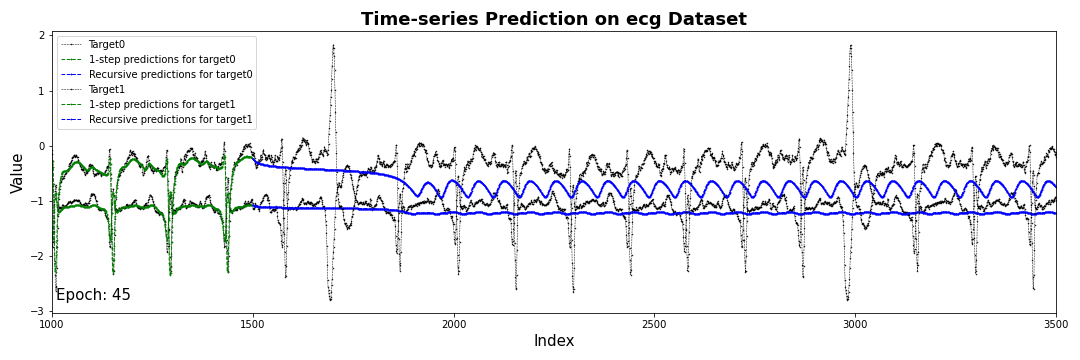 Time-series Prediction on ecg Dataset
Target0
1-step predictions for target0
Recursive predictions for target0
Target1
1-step predictions for target1
Recursive predictions for target1
Value
2
1
0
−1
−2
−3
Epoch: 45
1000
1500
2000
2500
3000
3500
Index